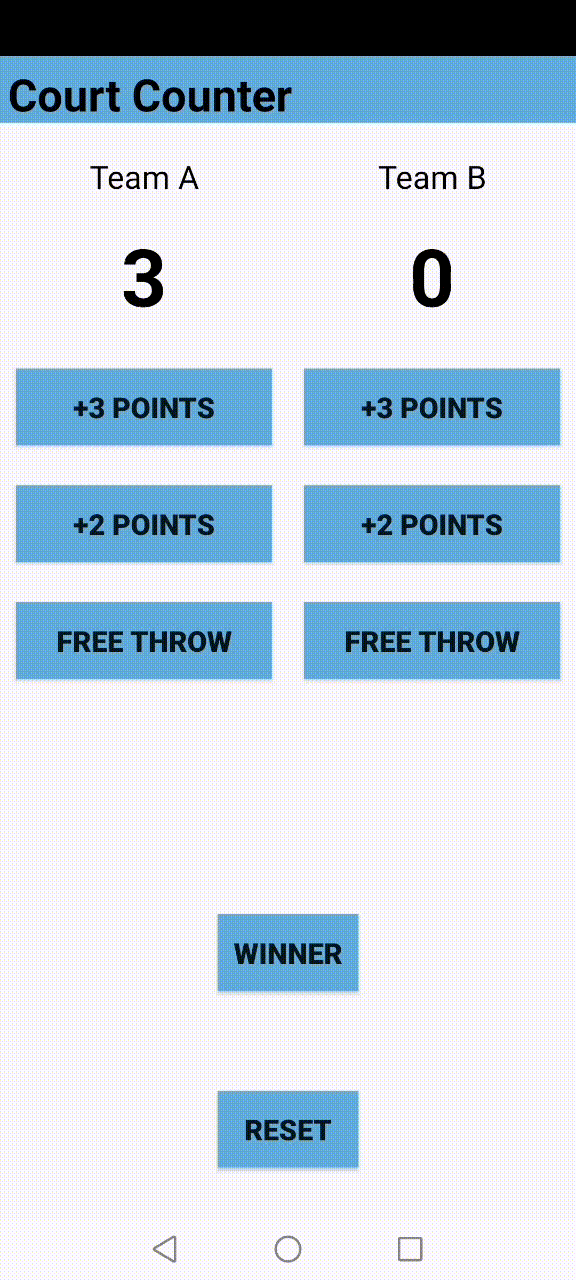 Court Counter
Team A
Team B
3
0
+3 POINTS
+3 POINTS
+2 POINTS
+2 POINTS
FREE THROW
FREE THROW
WINNER
RESET